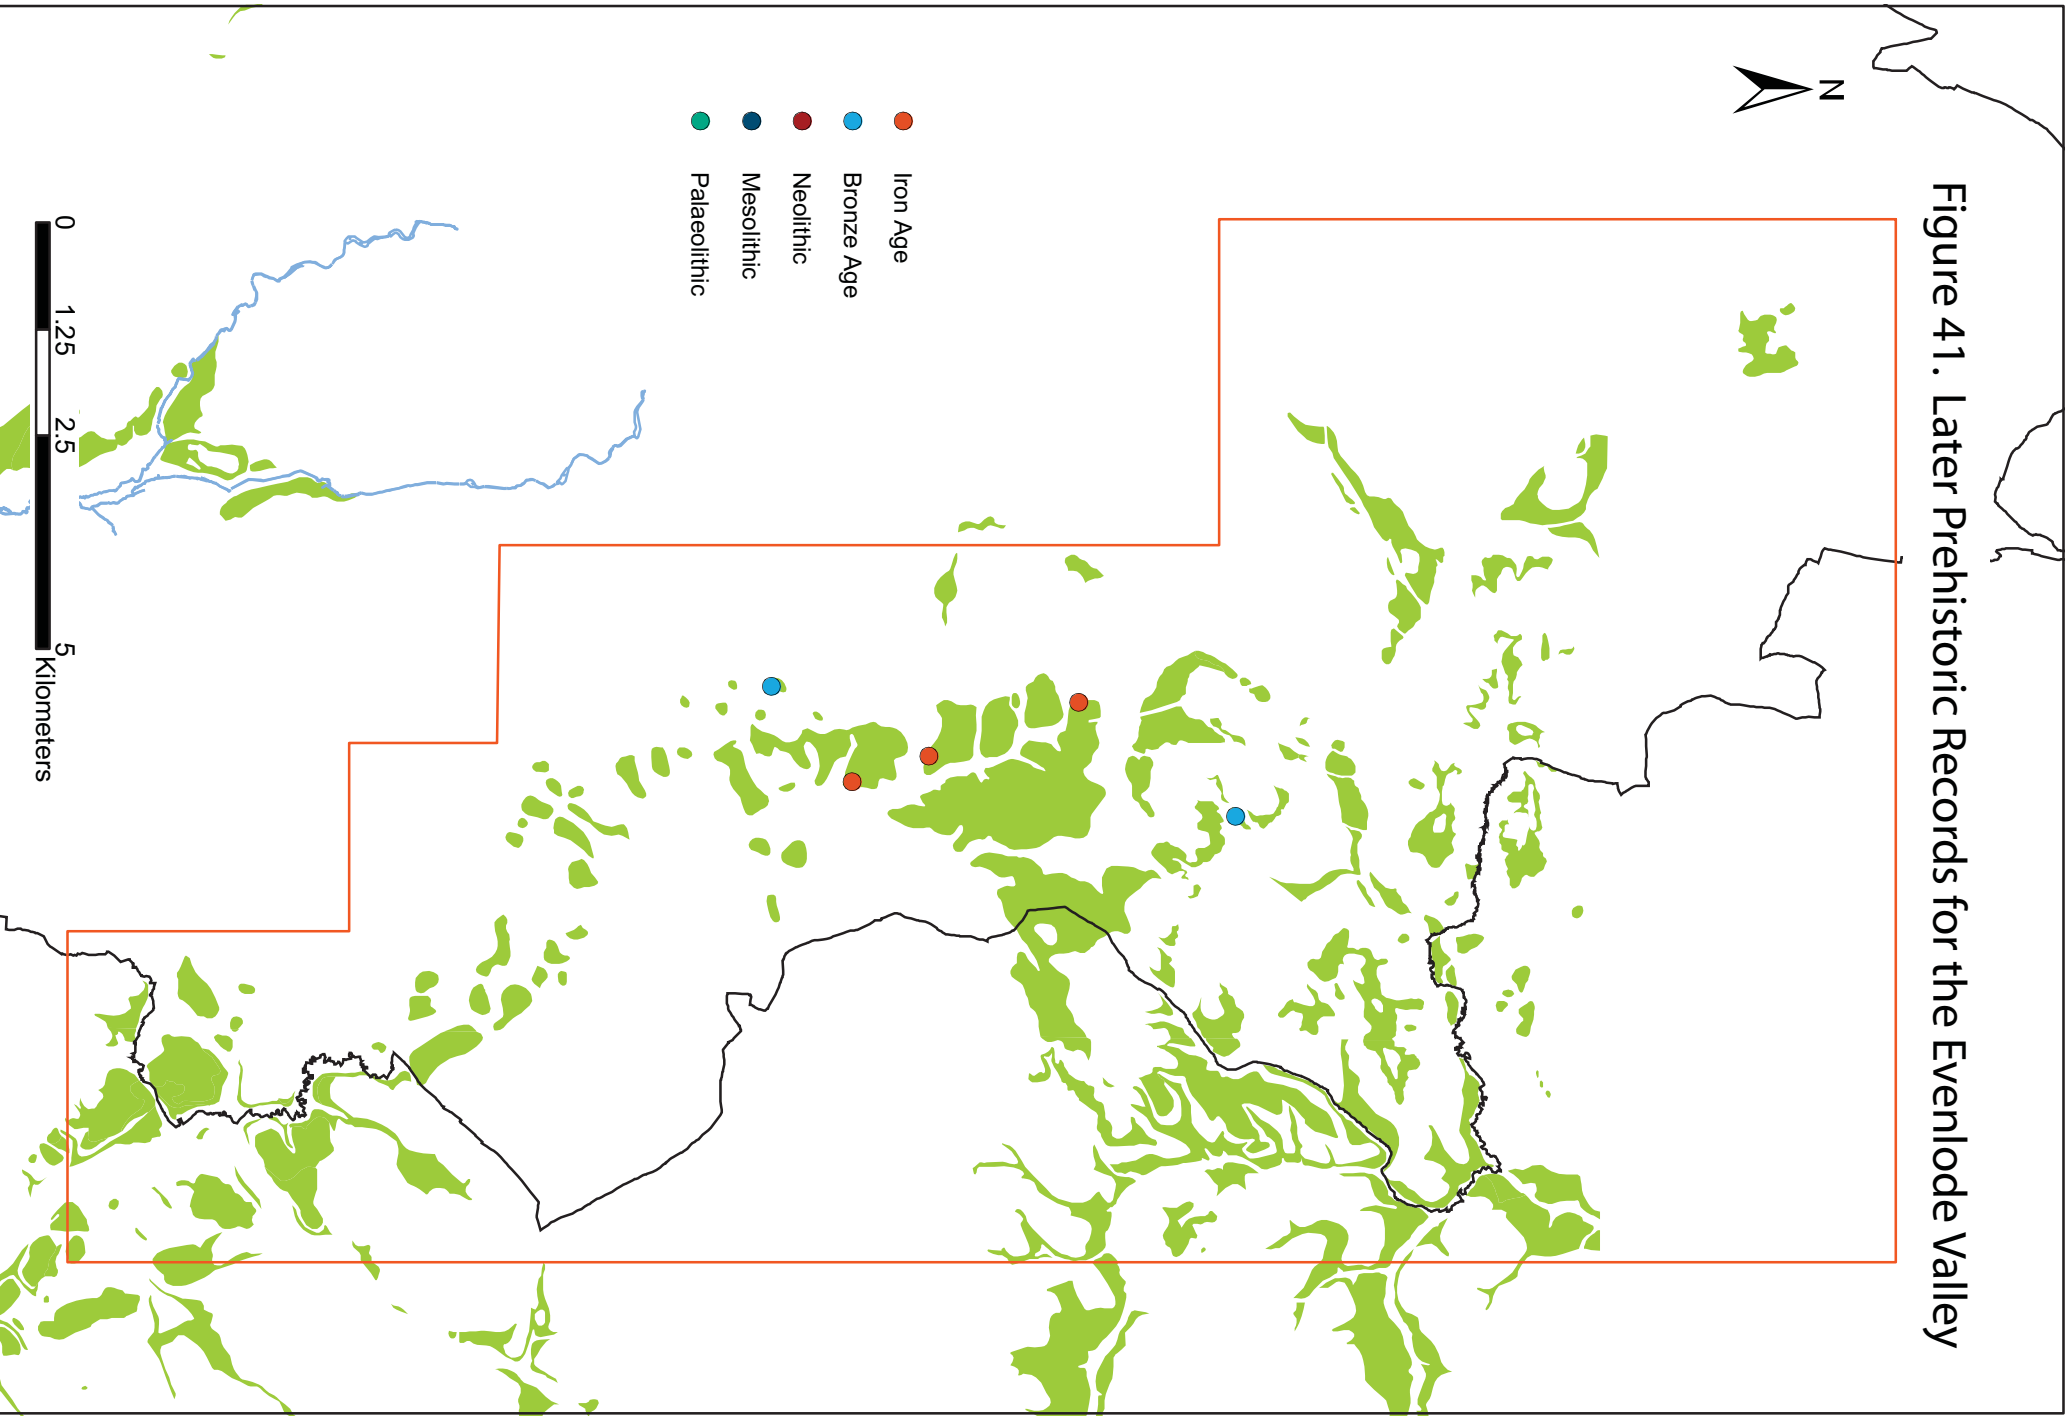 Figure 41. Later Prehistoric Records for the Evenlode Valley
N
Iron Age
Bronze Age
Neolithic
Mesolithic
Palaeolithic
0 1.25 2.5 5
Kilometers